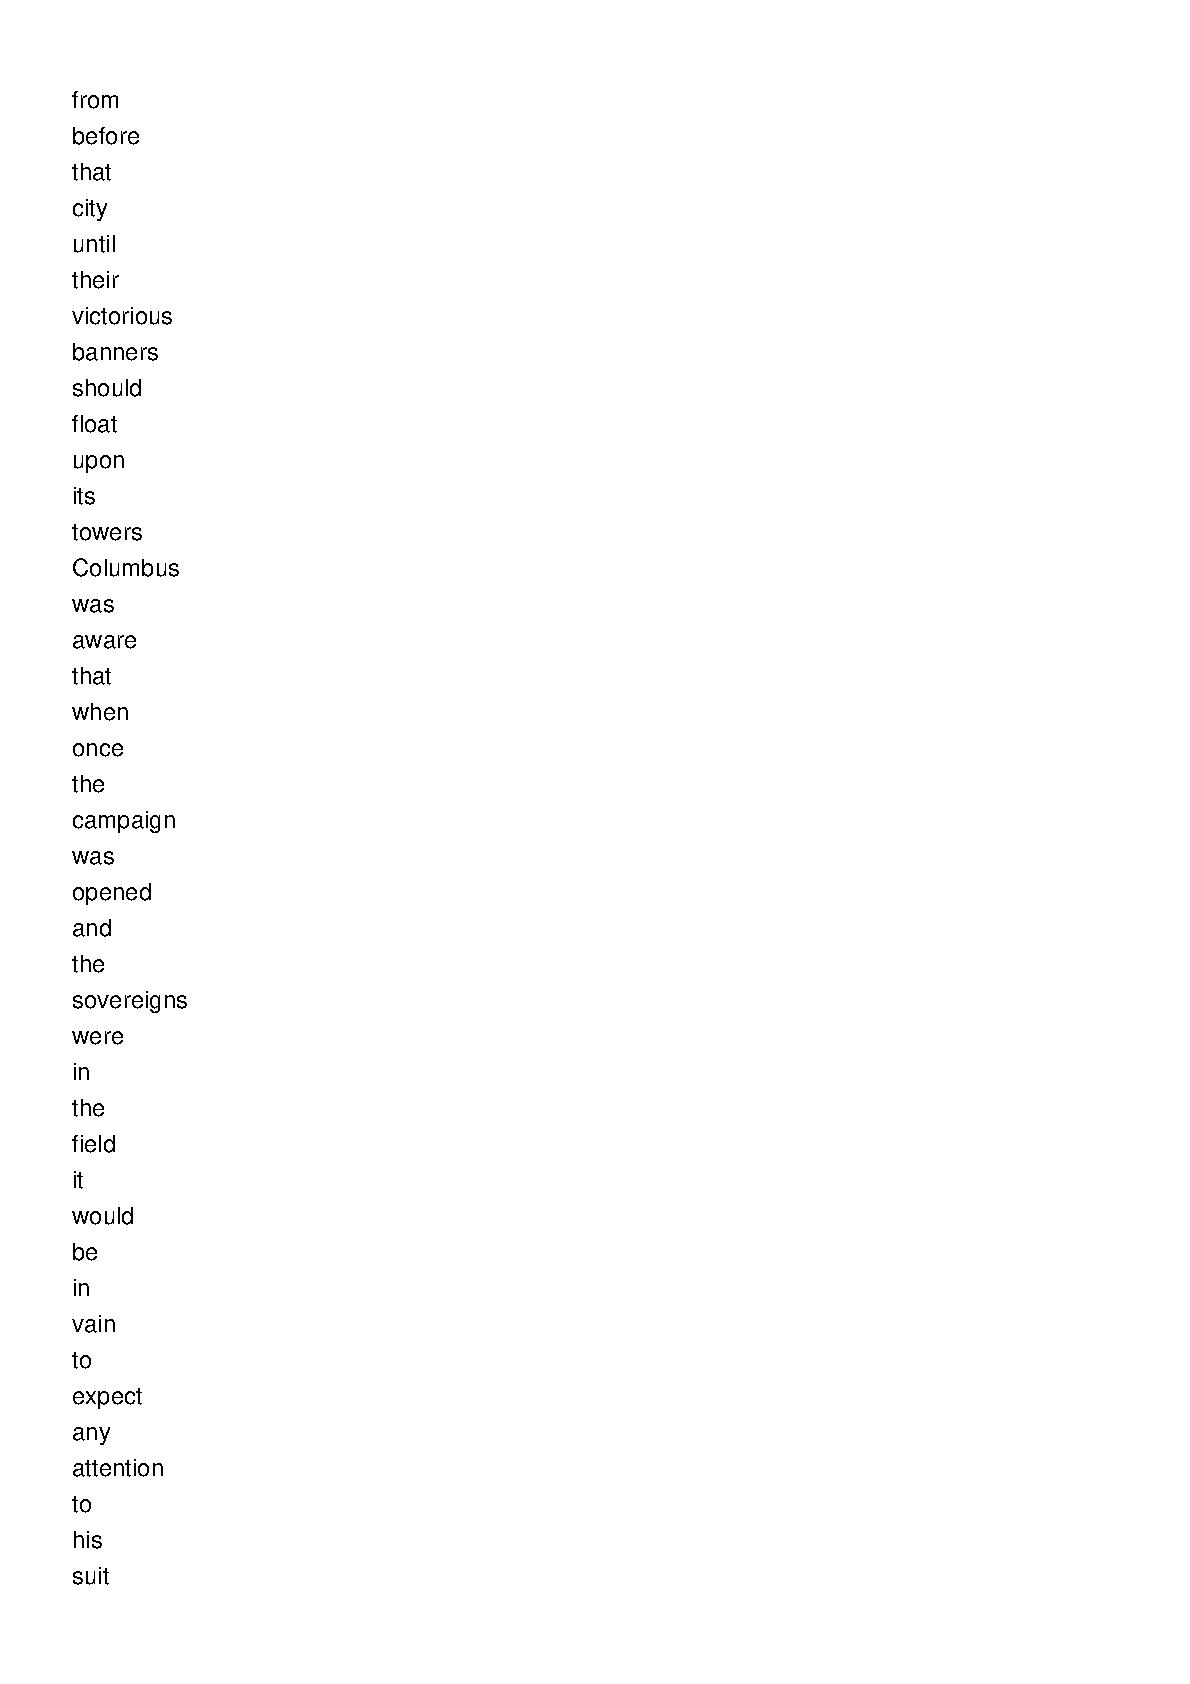 from
before
that
city
until
their
victorious
banners
should
float
upon
its
towers
Columbus
was
aware
that
when
once
the
campaign
was
opened
and
the
sovereigns
were
in
the
field
it
would
be
in
vain
to
expect
any
attention
to
his
suit